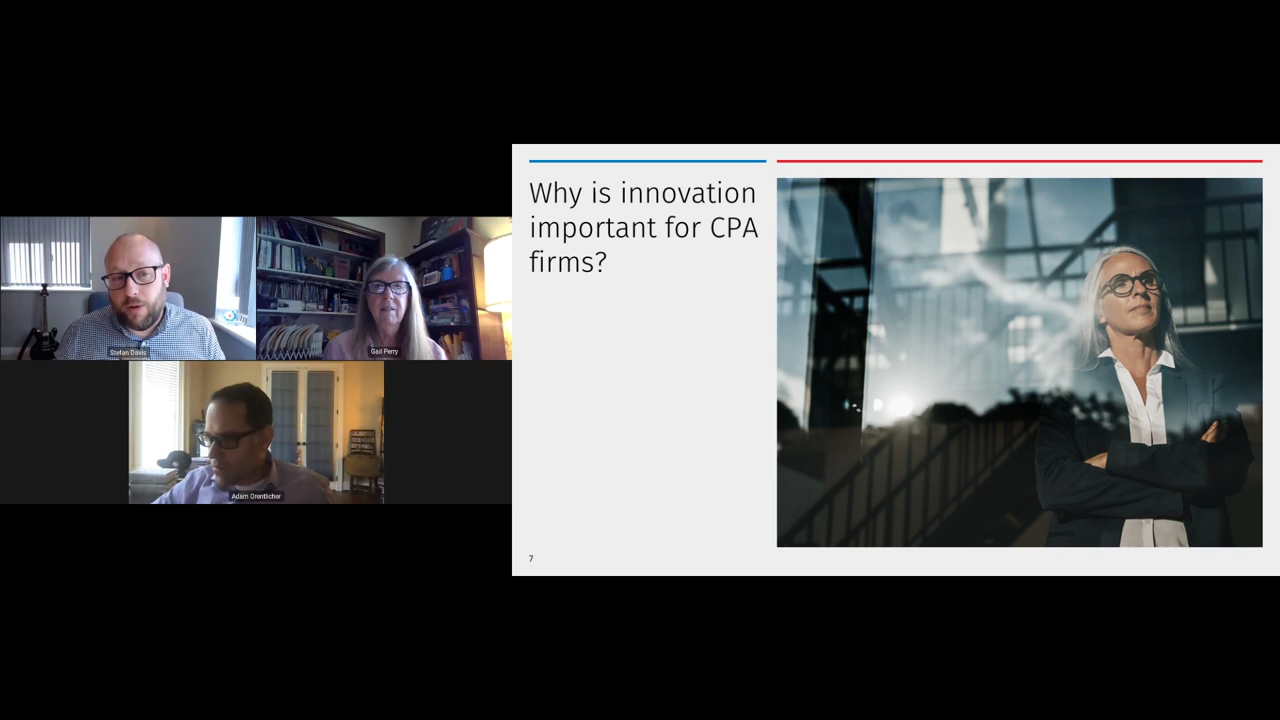 Why is innovation
important for CPA
firms?
Stefan Davis
Gail Perry
Adam Orentlicher
7